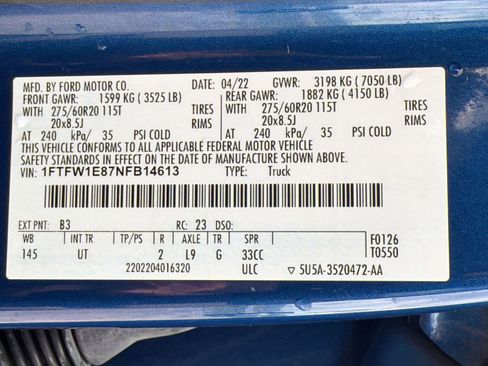 MFD. BY FORD MOTOR CO. DATE: 04/22 GVWR: 3198 KG ( 7050 LB)
FRONT GAWR: 1599 KG ( 3525 LB) REAR GAWR: 1882 KG ( 4150 LB)
WITH 275/60R20 115T TIRES WITH 275/60R20 115T TIRES
20x8.5J RIMS 20x8.5J RIMS
AT 240 kPa/ 35 PSI COLD AT 240 kPa/ 35 PSI COLD
THIS VEHICLE CONFORMS TO ALL APPLICABLE FEDERAL MOTOR VEHICLE
SAFETY STANDARDS IN EFFECT ON THE DATE OF MANUFACTURE SHOWN ABOVE.
VIN: 1FTFW1E87NFB14613 TYPE: Truck
EXT PNT: B3 RC: 23 DSO:
WB INT TR TP/PS R AXLE TR SPR F0126
145 UT 2 L9 G 33CC T0550
2202204016320 ULC ▽ 5U5A-3520472-AA